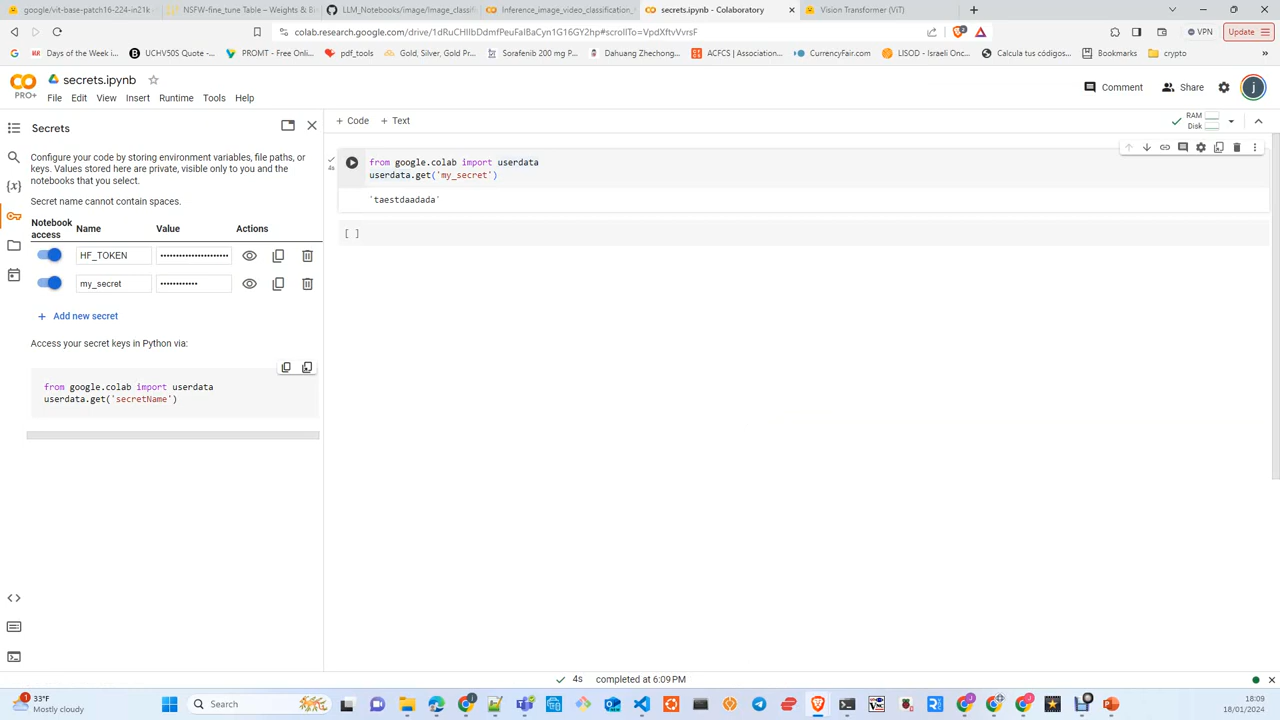 google/vit-base-patch16-224-in21k
NSFW-fine_tune Table – Weights & Bi
LLM_Notebooks/image/Image_classifi
Inference_image_video_classification_
secrets.ipynb - Colaboratory
Vision Transformer (ViT)
colab.research.google.com/drive/1dRuCHIIbDdmfPeuFaIBaCyn1G16GY2hp#scrollTo=VpdXftvVvrsF
VPN
Update
Days of the Week i...
UCHV50S Quote -...
PROMT - Free Onli...
pdf_tools
Gold, Silver, Gold Pr...
Sorafenib 200 mg P...
Dahuang Zhechong...
ACFCS | Association...
CurrencyFair.com
LISOD - Israeli Onc...
Calcula tus códigos...
Bookmarks
crypto
PRO+
secrets.ipynb
Comment
Share
j
File Edit View Insert Runtime Tools Help
Secrets
+ Code + Text
RAM
Disk
Configure your code by storing environment variables, file paths, or
keys. Values stored here are private, visible only to you and the
notebooks that you select.
Secret name cannot contain spaces.
Notebook
access
Name Value Actions
HF_TOKEN
my_secret
+ Add new secret
Access your secret keys in Python via:
from google.colab import userdata
userdata.get('secretName')
4s
from google.colab import userdata
userdata.get('my_secret')
'taestdaadada'
[ ]
4s completed at 6:09 PM
33°F
Mostly cloudy
Search
18:09
18/01/2024